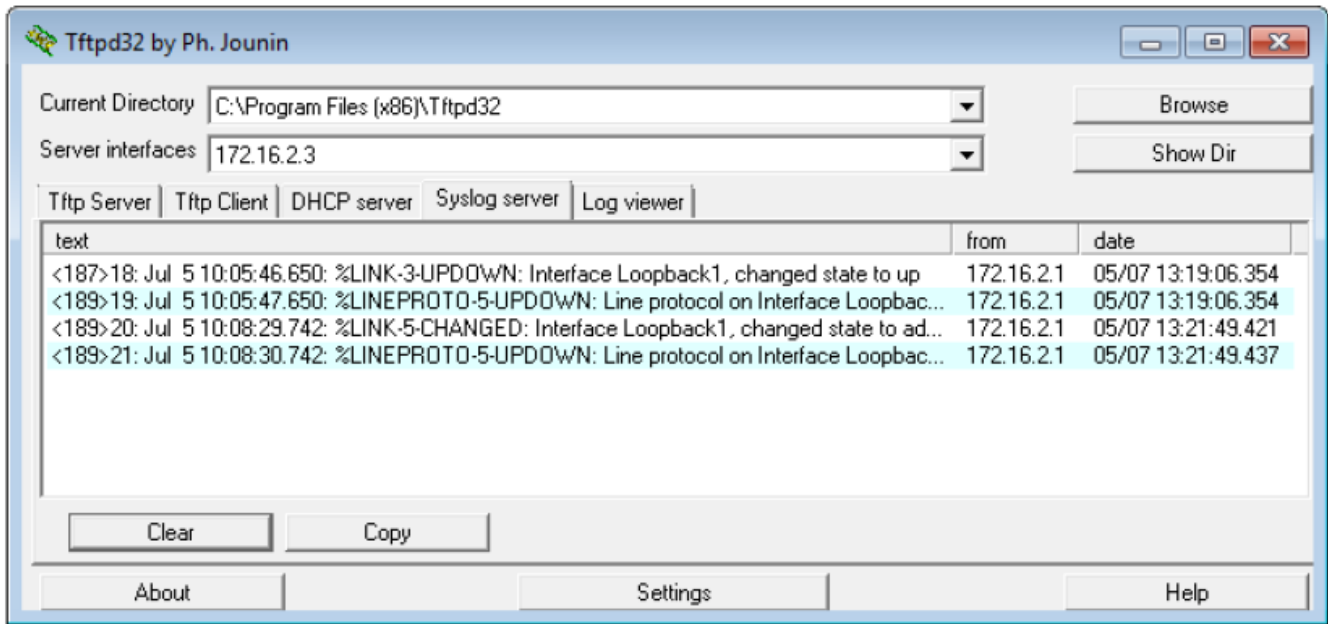 Tftpd32 by Ph. Jounin
Current Directory C:\Program Files (x86)\Tftpd32 Browse
Server interfaces 172.16.2.3 Show Dir
Tftp Server Tftp Client DHCP server Syslog server Log viewer
text from date
<187>18: Jul  5 10:05:46.650: %LINK-3-UPDOWN: Interface Loopback1, changed state to up 172.16.2.1 05/07 13:19:06.354
<189>19: Jul  5 10:05:47.650: %LINEPROTO-5-UPDOWN: Line protocol on Interface Loopbac... 172.16.2.1 05/07 13:19:06.354
<189>20: Jul  5 10:08:29.742: %LINK-5-CHANGED: Interface Loopback1, changed state to ad... 172.16.2.1 05/07 13:21:49.421
<189>21: Jul  5 10:08:30.742: %LINEPROTO-5-UPDOWN: Line protocol on Interface Loopbac... 172.16.2.1 05/07 13:21:49.437
Clear Copy
About Settings Help